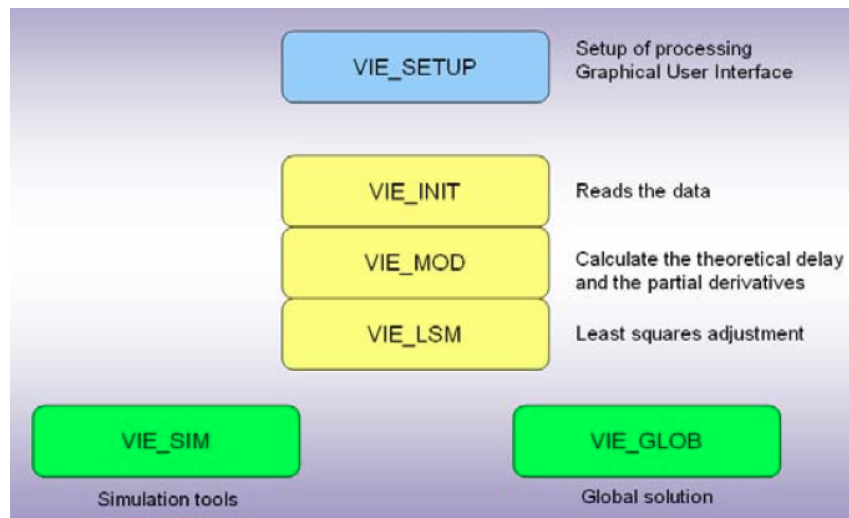 VIE_SETUP
Setup of processing
Graphical User Interface
VIE_INIT
Reads the data
VIE_MOD
Calculate the theoretical delay
and the partial derivatives
VIE_LSM
Least squares adjustment
VIE_SIM
Simulation tools
VIE_GLOB
Global solution